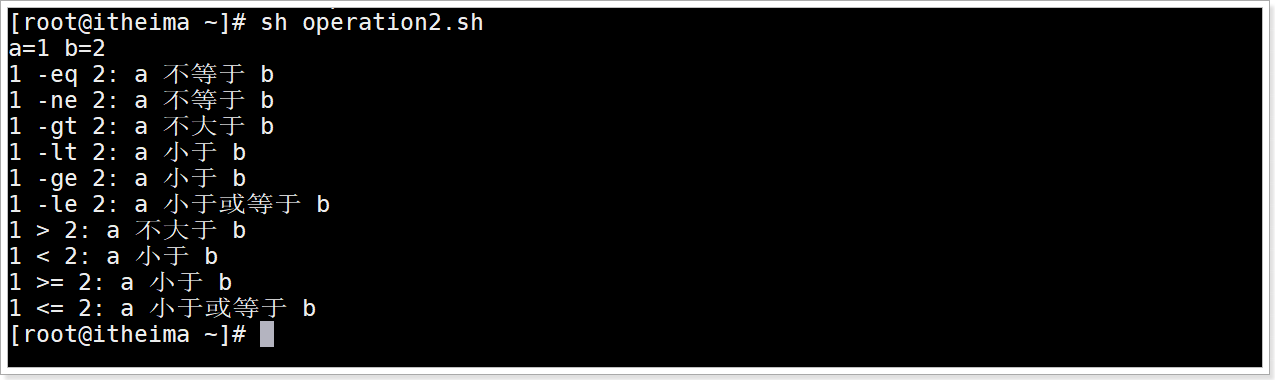 [root@itheima ~]# sh operation2.sh
a=1 b=2
1 -eq 2: a 不等于 b
1 -ne 2: a 不等于 b
1 -gt 2: a 不大于 b
1 -lt 2: a 小于 b
1 -ge 2: a 小于 b
1 -le 2: a 小于或等于 b
1 > 2: a 不大于 b
1 < 2: a 小于 b
1 >= 2: a 小于 b
1 <= 2: a 小于或等于 b
[root@itheima ~]#